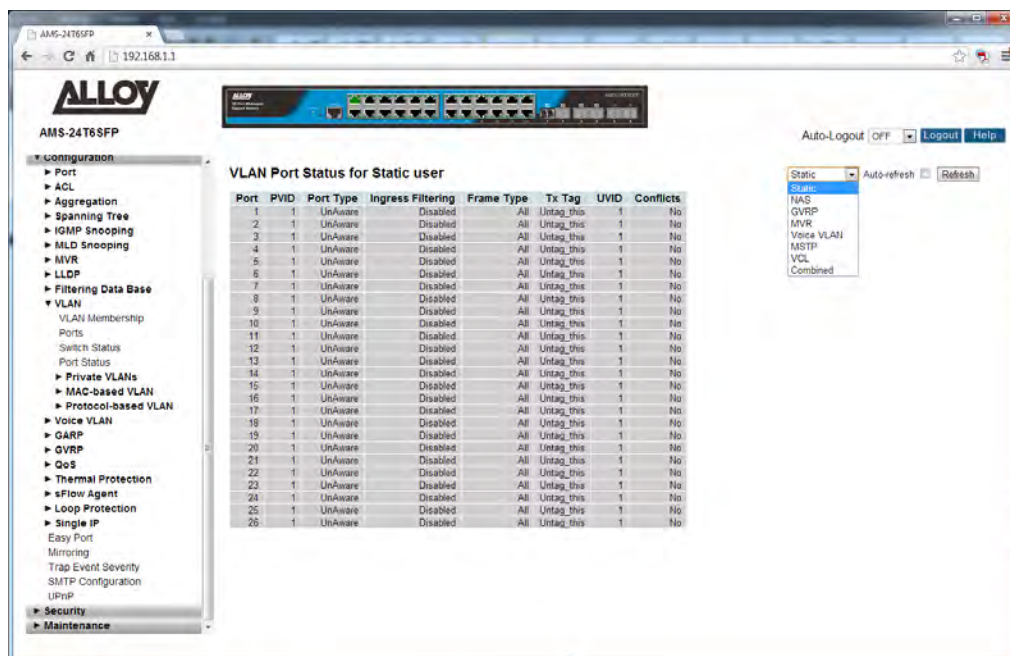 AMS-24T6SFP
192.168.1.1
ALLOY
ALLOY
AMS-24T6SFP
Auto-Logout OFF Logout Help
Configuration
Port
ACL
Aggregation
Spanning Tree
IGMP Snooping
MLD Snooping
MVR
LLDP
Filtering Data Base
VLAN
VLAN Membership
Ports
Switch Status
Port Status
Private VLANs
MAC-based VLAN
Protocol-based VLAN
Voice VLAN
GARP
GVRP
QoS
Thermal Protection
sFlow Agent
Loop Protection
Single IP
Easy Port
Mirroring
Trap Event Severity
SMTP Configuration
UPnP
Security
Maintenance
VLAN Port Status for Static user
Static Auto-refresh Refresh
Static
NAS
GVRP
MVR
Voice VLAN
MSTP
VCL
Combined
Port PVID Port Type Ingress Filtering Frame Type Tx Tag UVID Conflicts
1 1 UnAware Disabled All Untag_this 1 No
2 1 UnAware Disabled All Untag_this 1 No
3 1 UnAware Disabled All Untag_this 1 No
4 1 UnAware Disabled All Untag_this 1 No
5 1 UnAware Disabled All Untag_this 1 No
6 1 UnAware Disabled All Untag_this 1 No
7 1 UnAware Disabled All Untag_this 1 No
8 1 UnAware Disabled All Untag_this 1 No
9 1 UnAware Disabled All Untag_this 1 No
10 1 UnAware Disabled All Untag_this 1 No
11 1 UnAware Disabled All Untag_this 1 No
12 1 UnAware Disabled All Untag_this 1 No
13 1 UnAware Disabled All Untag_this 1 No
14 1 UnAware Disabled All Untag_this 1 No
15 1 UnAware Disabled All Untag_this 1 No
16 1 UnAware Disabled All Untag_this 1 No
17 1 UnAware Disabled All Untag_this 1 No
18 1 UnAware Disabled All Untag_this 1 No
19 1 UnAware Disabled All Untag_this 1 No
20 1 UnAware Disabled All Untag_this 1 No
21 1 UnAware Disabled All Untag_this 1 No
22 1 UnAware Disabled All Untag_this 1 No
23 1 UnAware Disabled All Untag_this 1 No
24 1 UnAware Disabled All Untag_this 1 No
25 1 UnAware Disabled All Untag_this 1 No
26 1 UnAware Disabled All Untag_this 1 No